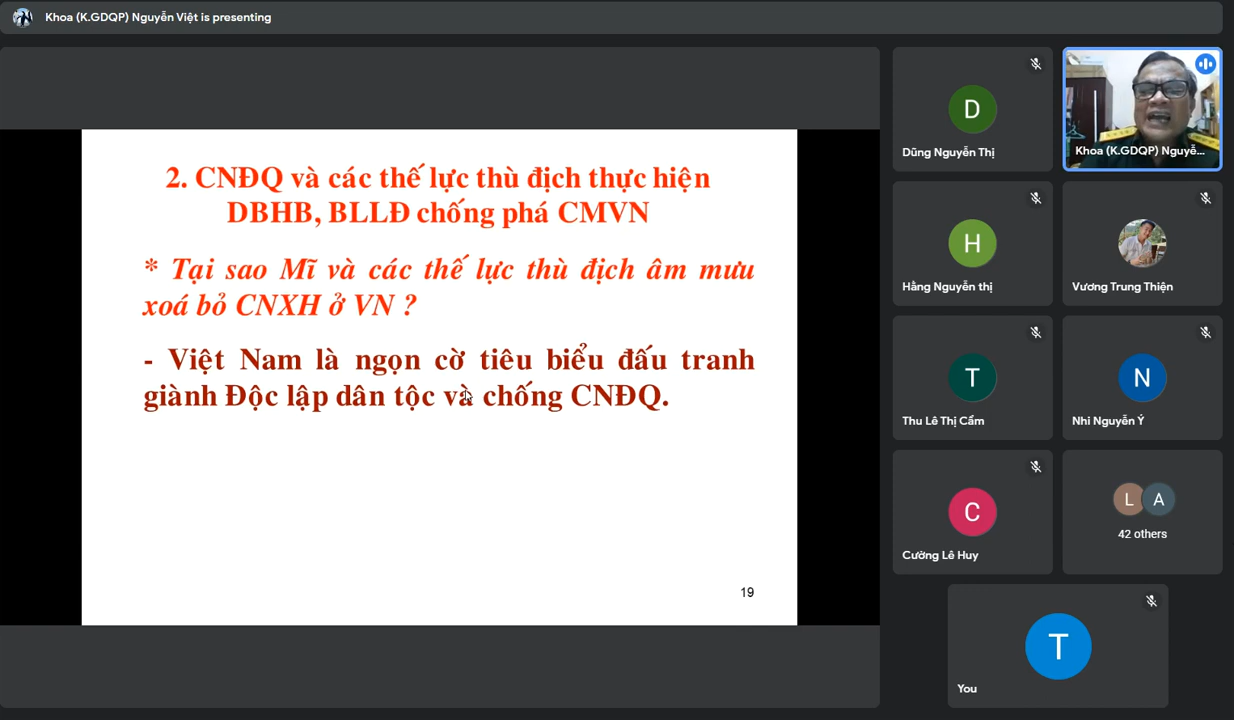 Khoa (K.GDQP) Nguyễn Việt is presenting
2. CNĐQ và các thế lực thù địch thực hiện
DBHB, BLLĐ chống phá CMVN
* Tại sao Mĩ và các thế lực thù địch âm mưu
xoá bỏ CNXH ở VN ?
- Việt Nam là ngọn cờ tiêu biểu đấu tranh
giành Độc lập dân tộc và chống CNĐQ.
19
D
Dũng Nguyễn Thị
Khoa (K.GDQP) Nguyễ...
H
Hằng Nguyễn thị
Vương Trung Thiện
T
Thu Lê Thị Cẩm
N
Nhi Nguyễn Ý
C
Cường Lê Huy
L A
42 others
T
You